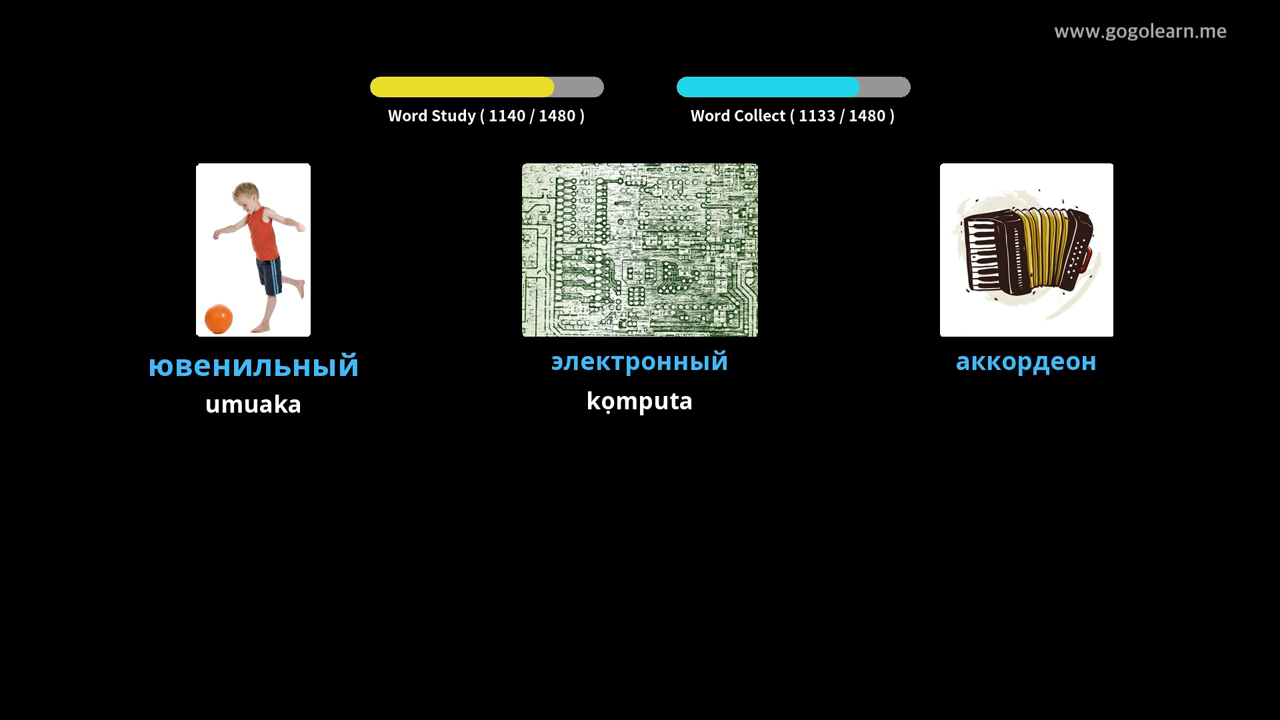 www.gogolearn.me
Word Study ( 1140 / 1480 )
Word Collect ( 1133 / 1480 )
ювенильный
umuaka
электронный
kọmputa
аккордеон